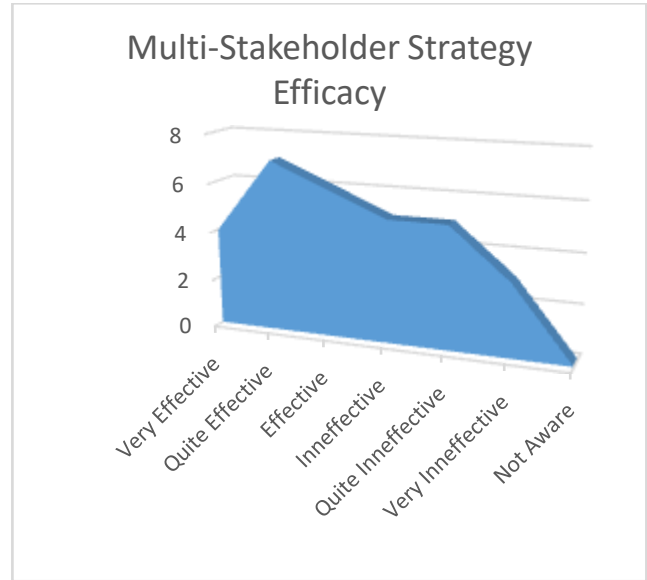 Multi-Stakeholder Strategy
Efficacy
8
6
4
2
0
Very Effective
Quite Effective
Effective
Inneffective
Quite Inneffective
Very Inneffective
Not Aware